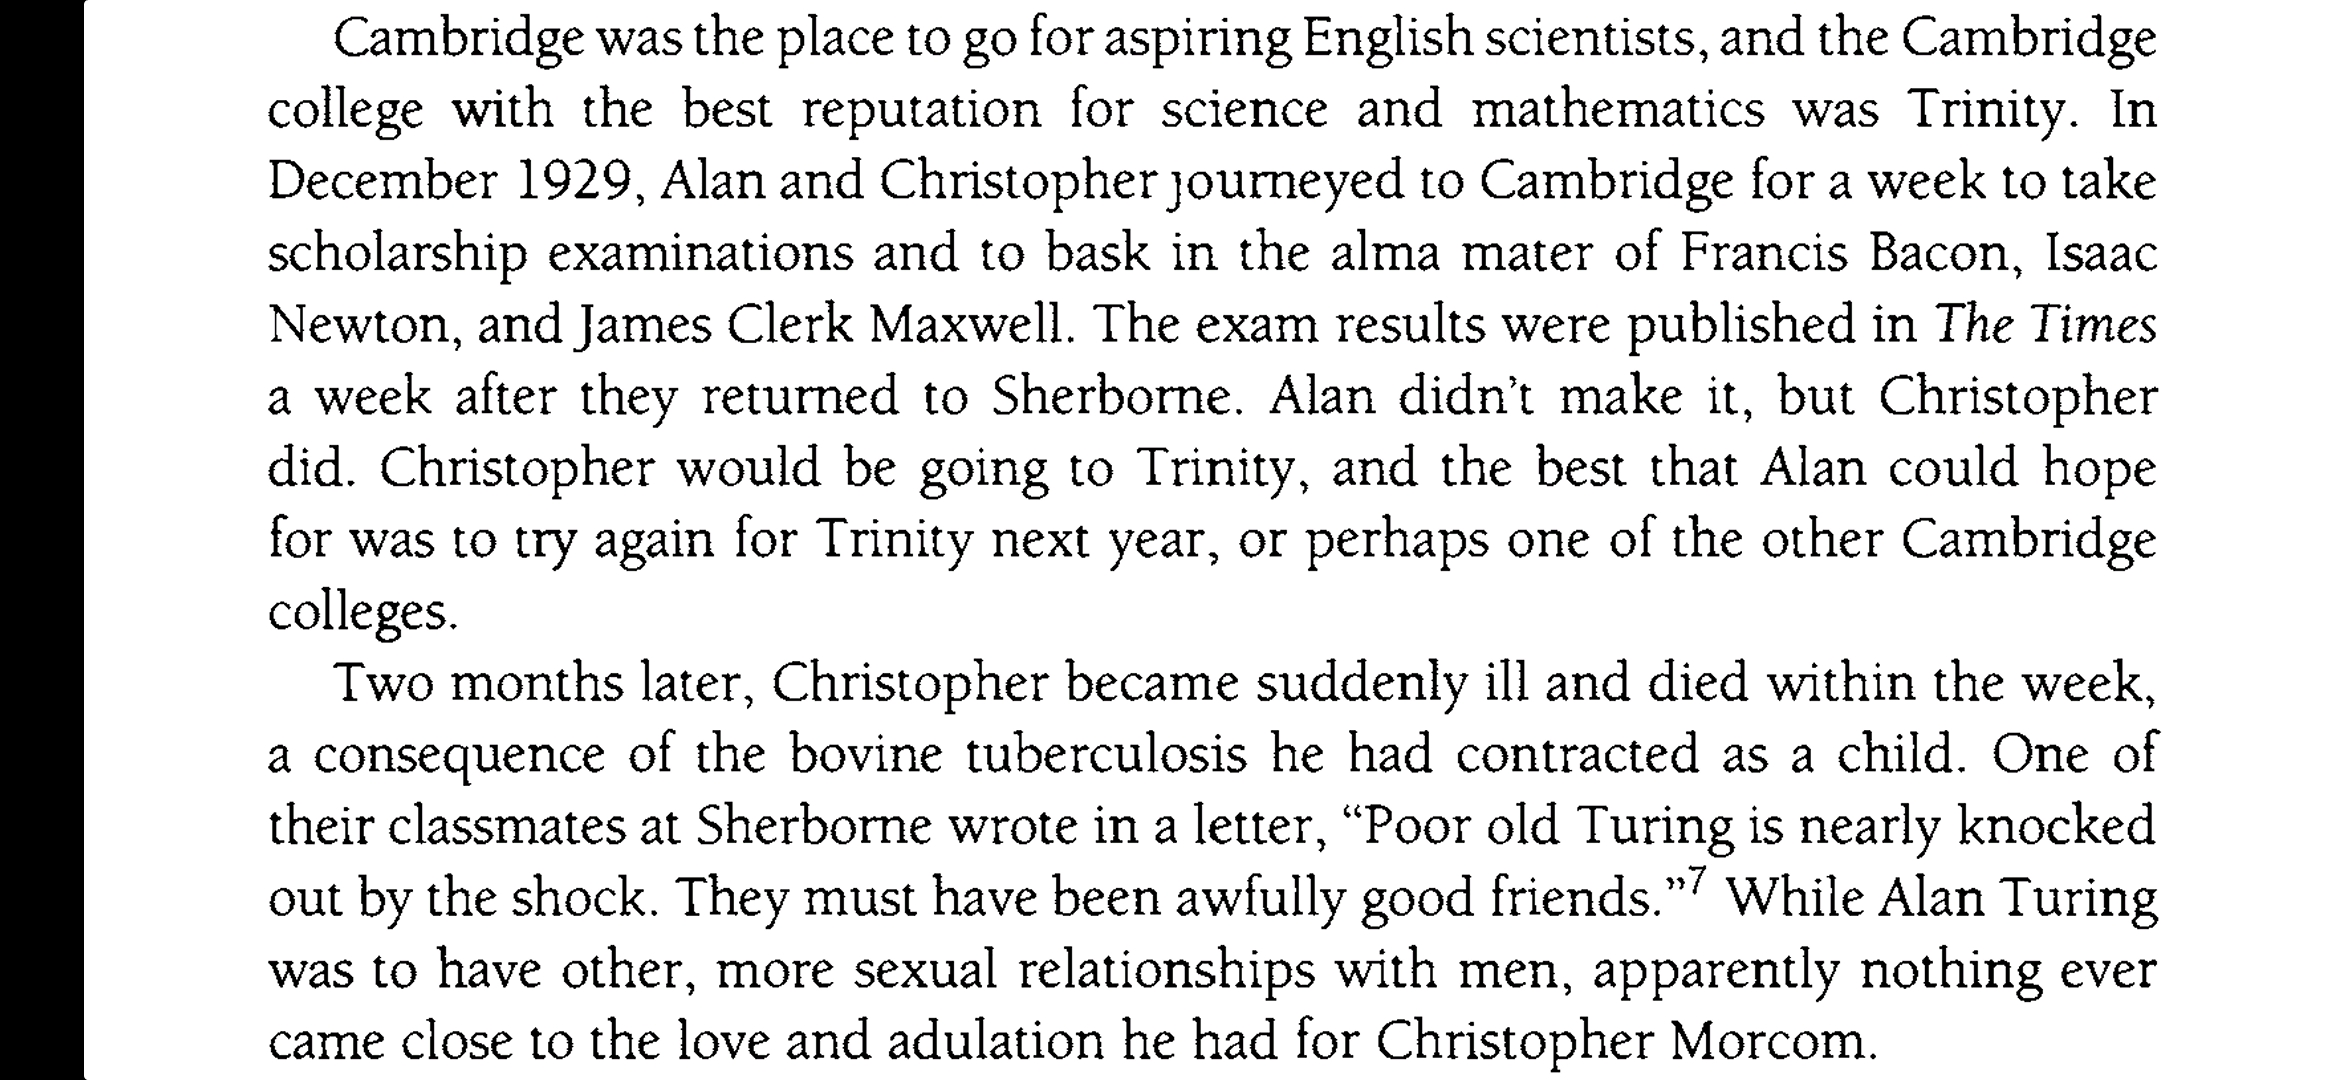 Cambridge was the place to go for aspiring English scientists, and the Cambridge
college with the best reputation for science and mathematics was Trinity. In
December 1929, Alan and Christopher journeyed to Cambridge for a week to take
scholarship examinations and to bask in the alma mater of Francis Bacon, Isaac
Newton, and James Clerk Maxwell. The exam results were published in The Times
a week after they returned to Sherborne. Alan didn’t make it, but Christopher
did. Christopher would be going to Trinity, and the best that Alan could hope
for was to try again for Trinity next year, or perhaps one of the other Cambridge
colleges.
Two months later, Christopher became suddenly ill and died within the week,
a consequence of the bovine tuberculosis he had contracted as a child. One of
their classmates at Sherborne wrote in a letter, “Poor old Turing is nearly knocked
out by the shock. They must have been awfully good friends.”7 While Alan Turing
was to have other, more sexual relationships with men, apparently nothing ever
came close to the love and adulation he had for Christopher Morcom.